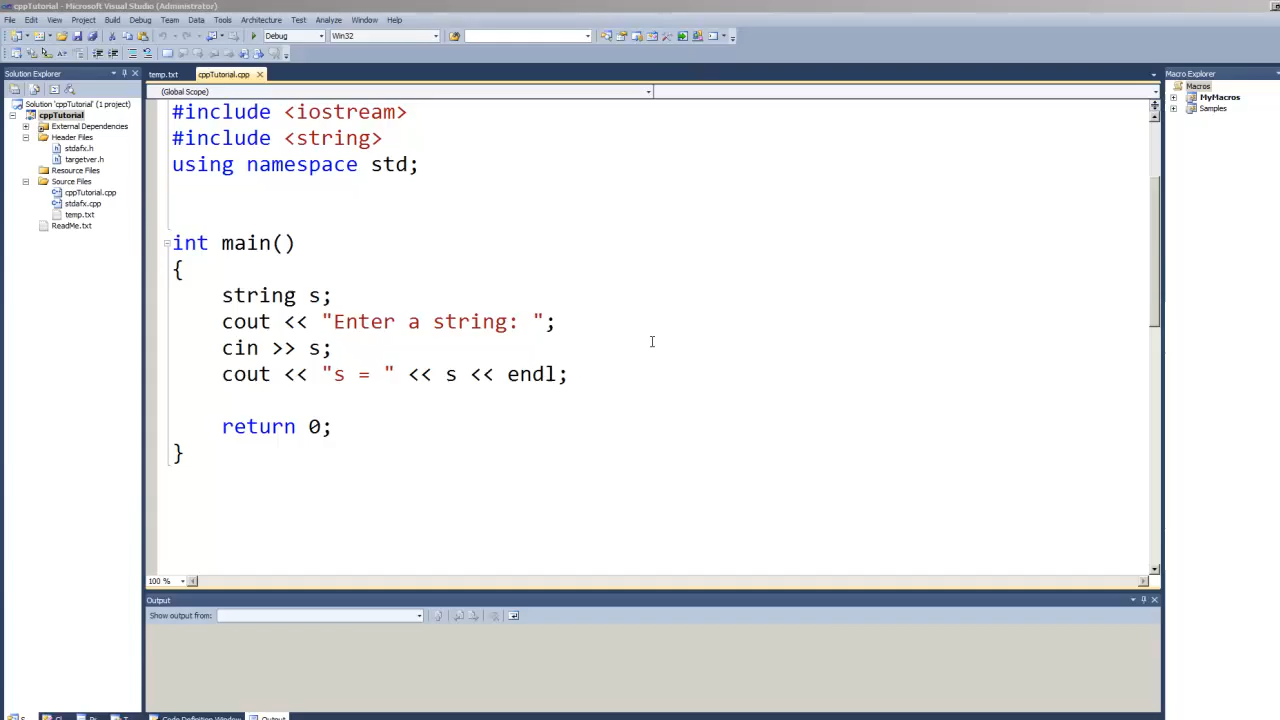 cppTutorial - Microsoft Visual Studio (Administrator)
File Edit View Project Build Debug Team Data Tools Architecture Test Analyze Window Help
Debug Win32
Solution Explorer
temp.txt cppTutorial.cpp
Macro Explorer
(Global Scope)
Solution 'cppTutorial' (1 project)
cppTutorial
External Dependencies
Header Files
stdafx.h
targetver.h
Resource Files
Source Files
cppTutorial.cpp
stdafx.cpp
temp.txt
ReadMe.txt
#include <iostream>
#include <string>
using namespace std;
int main()
{
string s;
cout << "Enter a string: ";
cin >> s;
cout << "s = " << s << endl;
return 0;
}
Macros
MyMacros
Samples
100 %
Output
Show output from:
Code Definition Window Output